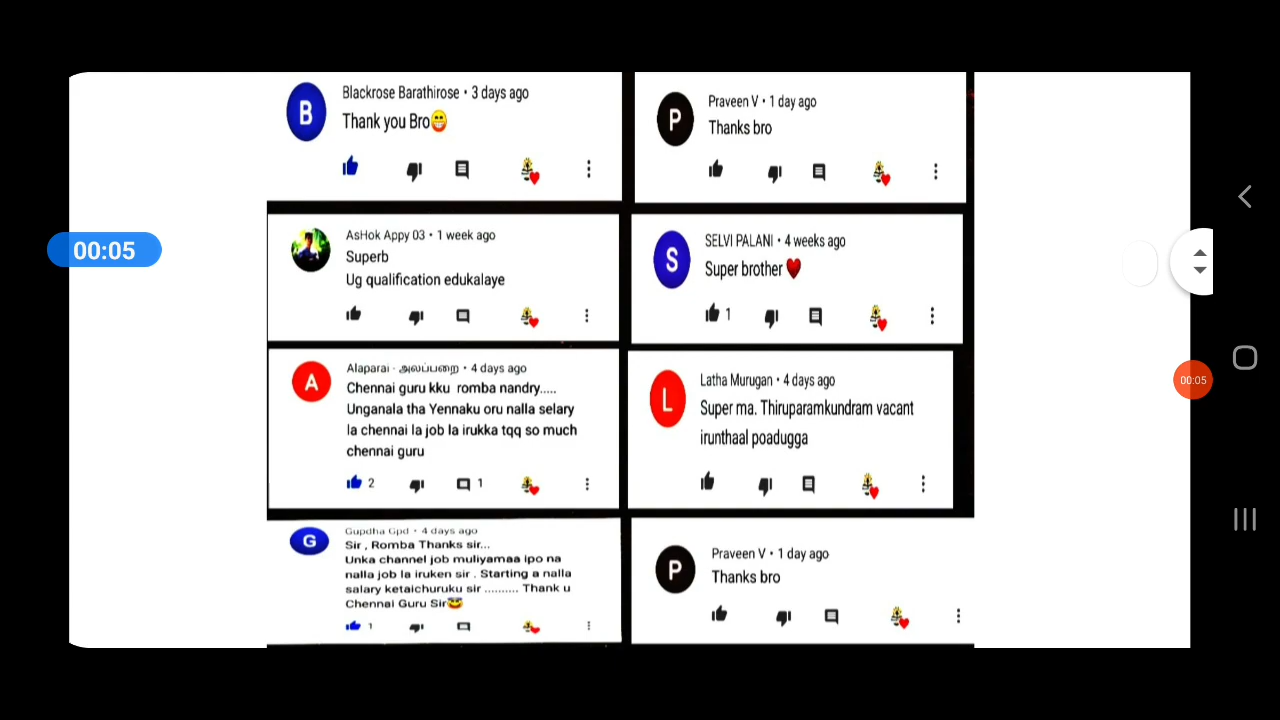 Blackrose Barathirose • 3 days ago
Thank you Bro😁
Praveen V • 1 day ago
Thanks bro
AsHok Appy 03 • 1 week ago
Superb
Ug qualification edukalaye
SELVI PALANI • 4 weeks ago
Super brother ♥
1
00:05
Alaparai - அலப்பறை • 4 days ago
Chennai guru kku romba nandry.....
Unganala tha Yennaku oru nalla selary
la chennai la job la irukka tqq so much
chennai guru
2 1
Latha Murugan • 4 days ago
Super ma. Thiruparamkundram vacant
irunthaal poadugga
00:05
Gupdha Gpd • 4 days ago
Sir , Romba Thanks sir...
Unka channel job muliyamaa ipo na
nalla job la iruken sir . Starting a nalla
salary ketaichuruku sir .......... Thank u
Chennai Guru Sir😇
1
Praveen V • 1 day ago
Thanks bro
B
P
S
A
L
G
P